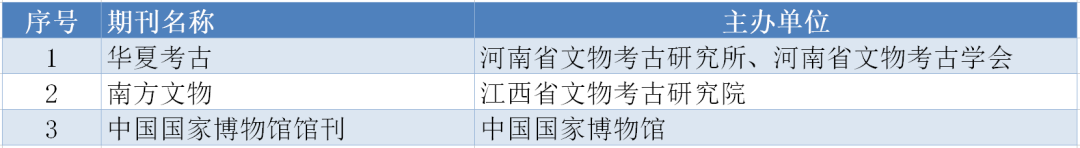 序号 期刊名称 主办单位
1 华夏考古 河南省文物考古研究所、河南省文物考古学会
2 南方文物 江西省文物考古研究院
3 中国国家博物馆馆刊 中国国家博物馆